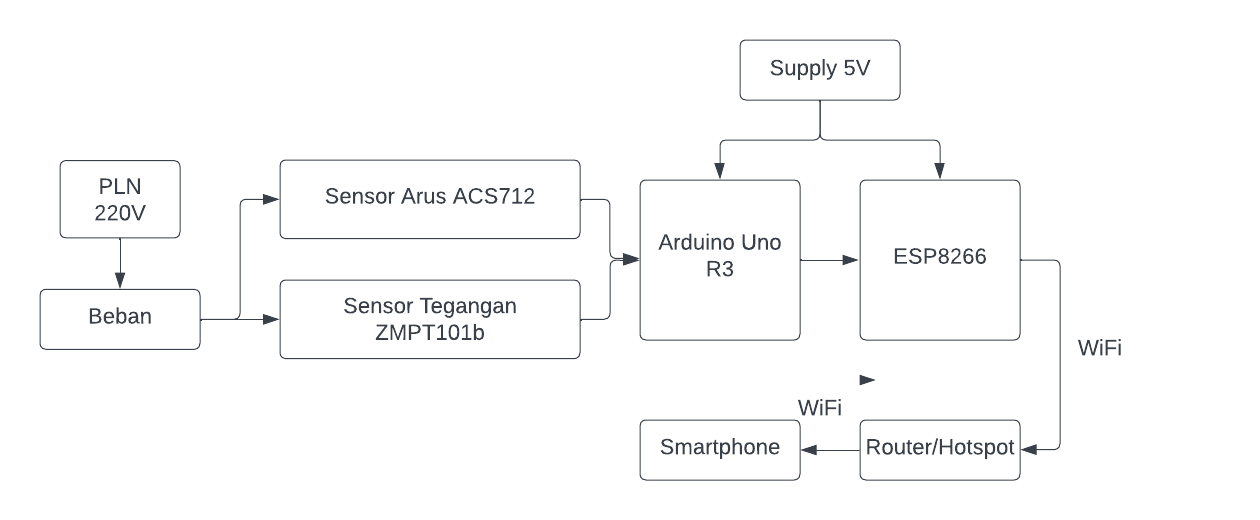 Supply 5V
PLN
220V
Sensor Arus ACS712
Arduino Uno
R3
ESP8266
Beban
Sensor Tegangan
ZMPT101b
WiFi
WiFi
Smartphone
Router/Hotspot